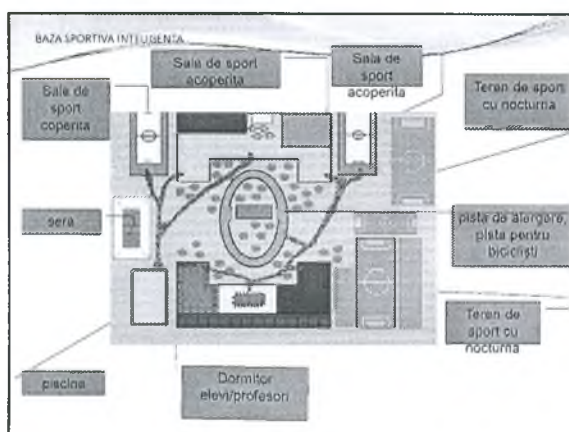 BAZA SPORTIVA INTELIGENTA
Sala de sport
acoperita
Sala de
sport
acoperita
Sala de
sport
coperita
Teren de sport
cu nocturna
sera
pista de alergare,
pista pentru
biciclisti
Teren de
sport cu
nocturna
piscina
Dormitor
elevi/profesori